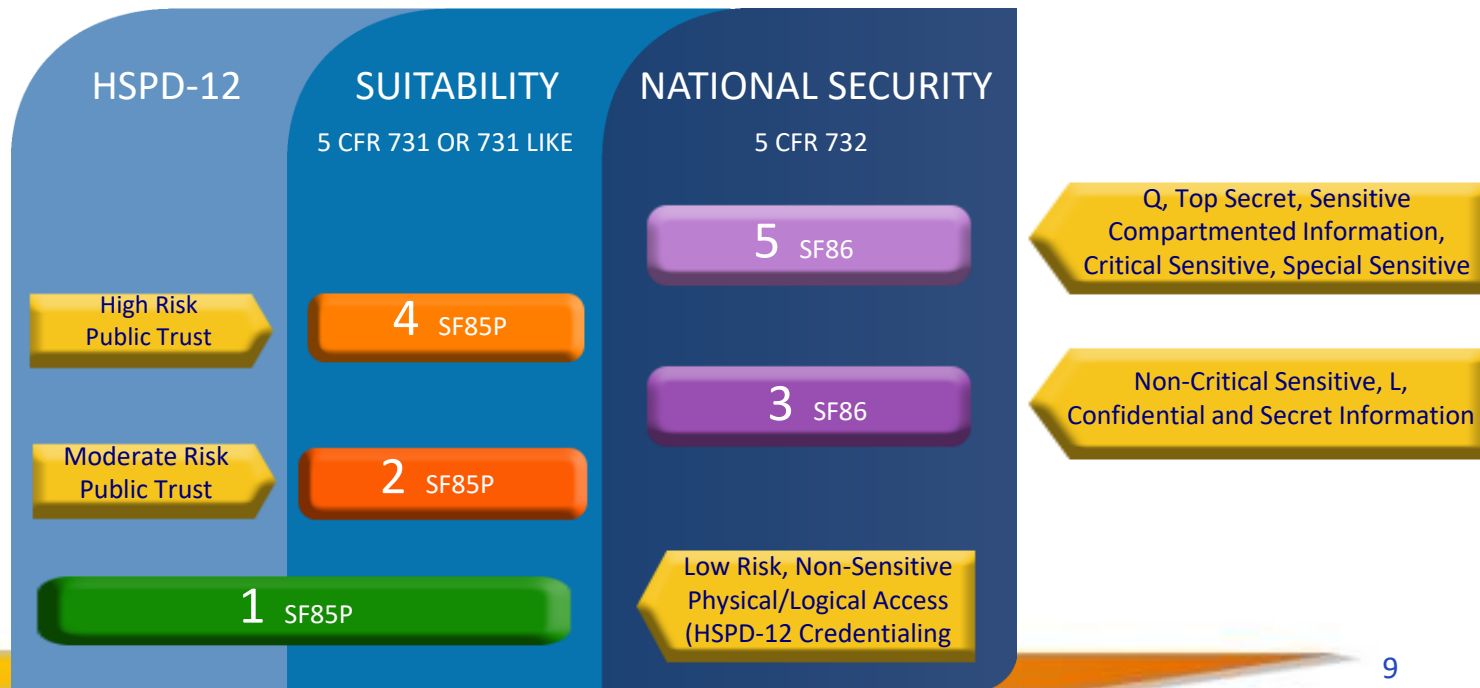 HSPD-12
SUITABILITY
5 CFR 731 OR 731 LIKE
NATIONAL SECURITY
5 CFR 732
5 SF86
Q, Top Secret, Sensitive
Compartmented Information,
Critical Sensitive, Special Sensitive
High Risk
Public Trust
4 SF85P
3 SF86
Non-Critical Sensitive, L,
Confidential and Secret Information
Moderate Risk
Public Trust
2 SF85P
1 SF85P
Low Risk, Non-Sensitive
Physical/Logical Access
(HSPD-12 Credentialing
9